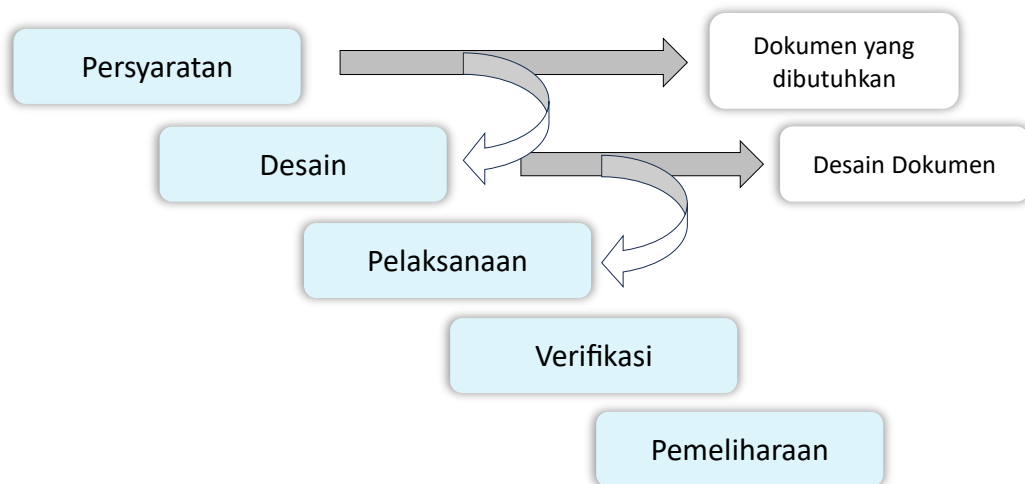 Persyaratan
Dokumen yang
dibutuhkan
Desain
Desain Dokumen
Pelaksanaan
Verifikasi
Pemeliharaan